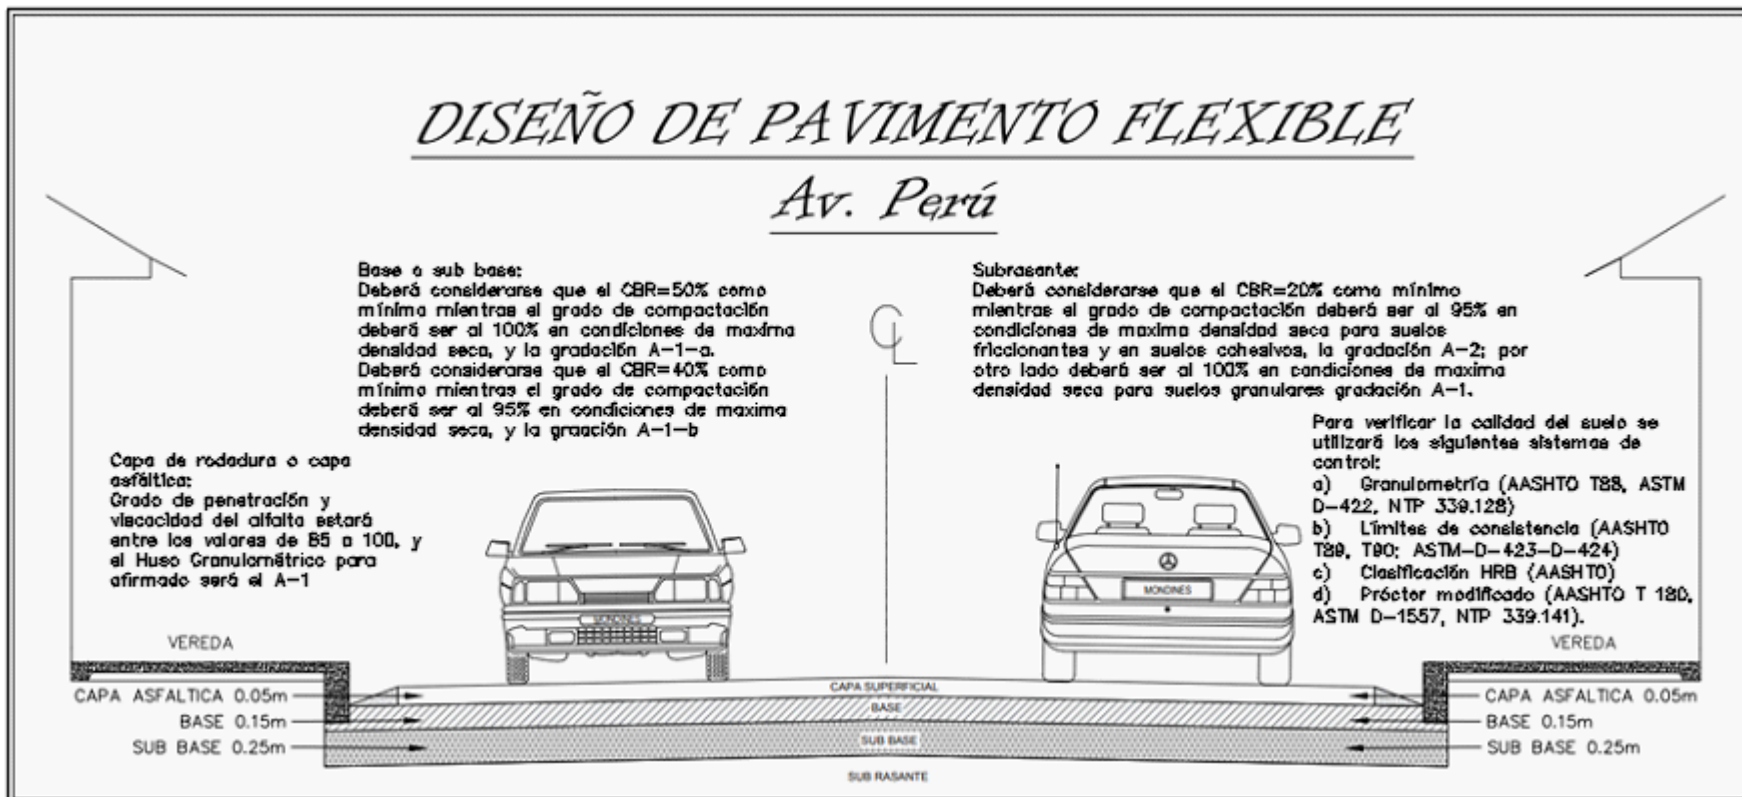 DISEÑO DE PAVIMENTO FLEXIBLE
Av. Perú
Base o sub base:
Deberá considerarse que el CBR=50% como
mínima mientras el grado de compactación
deberá ser al 100% en condiciones de maxima
densidad seca, y la gradación A-1-a.
Deberá considerarse que el CBR=40% como
mínimo mientras el grado de compactación
deberá ser al 95% en condiciones de maxima
densidad seca, y la graación A-1-b
Subrasante:
Deberá considerarse que el CBR=20% como mínimo
mientras el grado de compactación deberá ser al 95% en
condiciones de maxima densidad seca para suelos
friccionantes y en suelos cohesivos, la gradación A-2; por
otro lado deberá ser al 100% en condiciones de maxima
densidad seca para suelos granulares gradación A-1.
CL
Capa de rodadura o capa
asfáltica:
Grado de penetración y
viscacidad del alfalto estará
entre los valores de 85 a 100, y
el Huso Granulométrico para
afirmado será el A-1
Para verificar la calidad del suelo se
utilizará los siguientes sistemas de
control:
a) Granulometría (AASHTO T88, ASTM
D-422, NTP 339.128)
b) Límites de consistencia (AASHTO
T89, T90; ASTM-D-423-D-424)
c) Clasificación HRB (AASHTO)
d) Próctor modificado (AASHTO T 180,
ASTM D-1557, NTP 339.141).
MONDINES
MONDINES
VEREDA
VEREDA
CAPA ASFALTICA 0.05m
BASE 0.15m
SUB BASE 0.25m
CAPA SUPERFICIAL
BASE
SUB BASE
SUB RASANTE
CAPA ASFALTICA 0.05m
BASE 0.15m
SUB BASE 0.25m